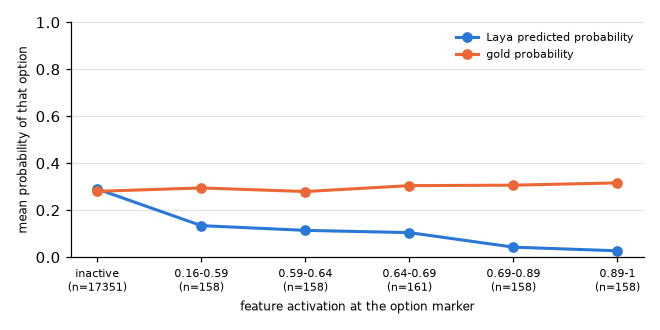 1.0
0.8
0.6
0.4
0.2
0.0
mean probability of that option
Laya predicted probability
gold probability
inactive
(n=17351)
0.16-0.59
(n=158)
0.59-0.64
(n=158)
0.64-0.69
(n=161)
0.69-0.89
(n=158)
0.89-1
(n=158)
feature activation at the option marker